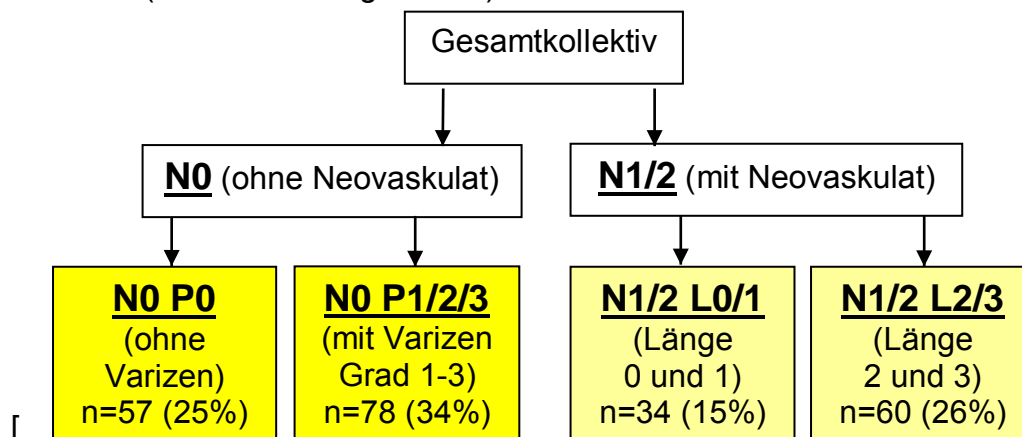 Gesamtkollektiv
N0 (ohne Neovaskulat)
N1/2 (mit Neovaskulat)
N0 P0
(ohne
Varizen)
n=57 (25%)
N0 P1/2/3
(mit Varizen
Grad 1-3)
n=78 (34%)
N1/2 L0/1
(Länge
0 und 1)
n=34 (15%)
N1/2 L2/3
(Länge
2 und 3)
n=60 (26%)
[